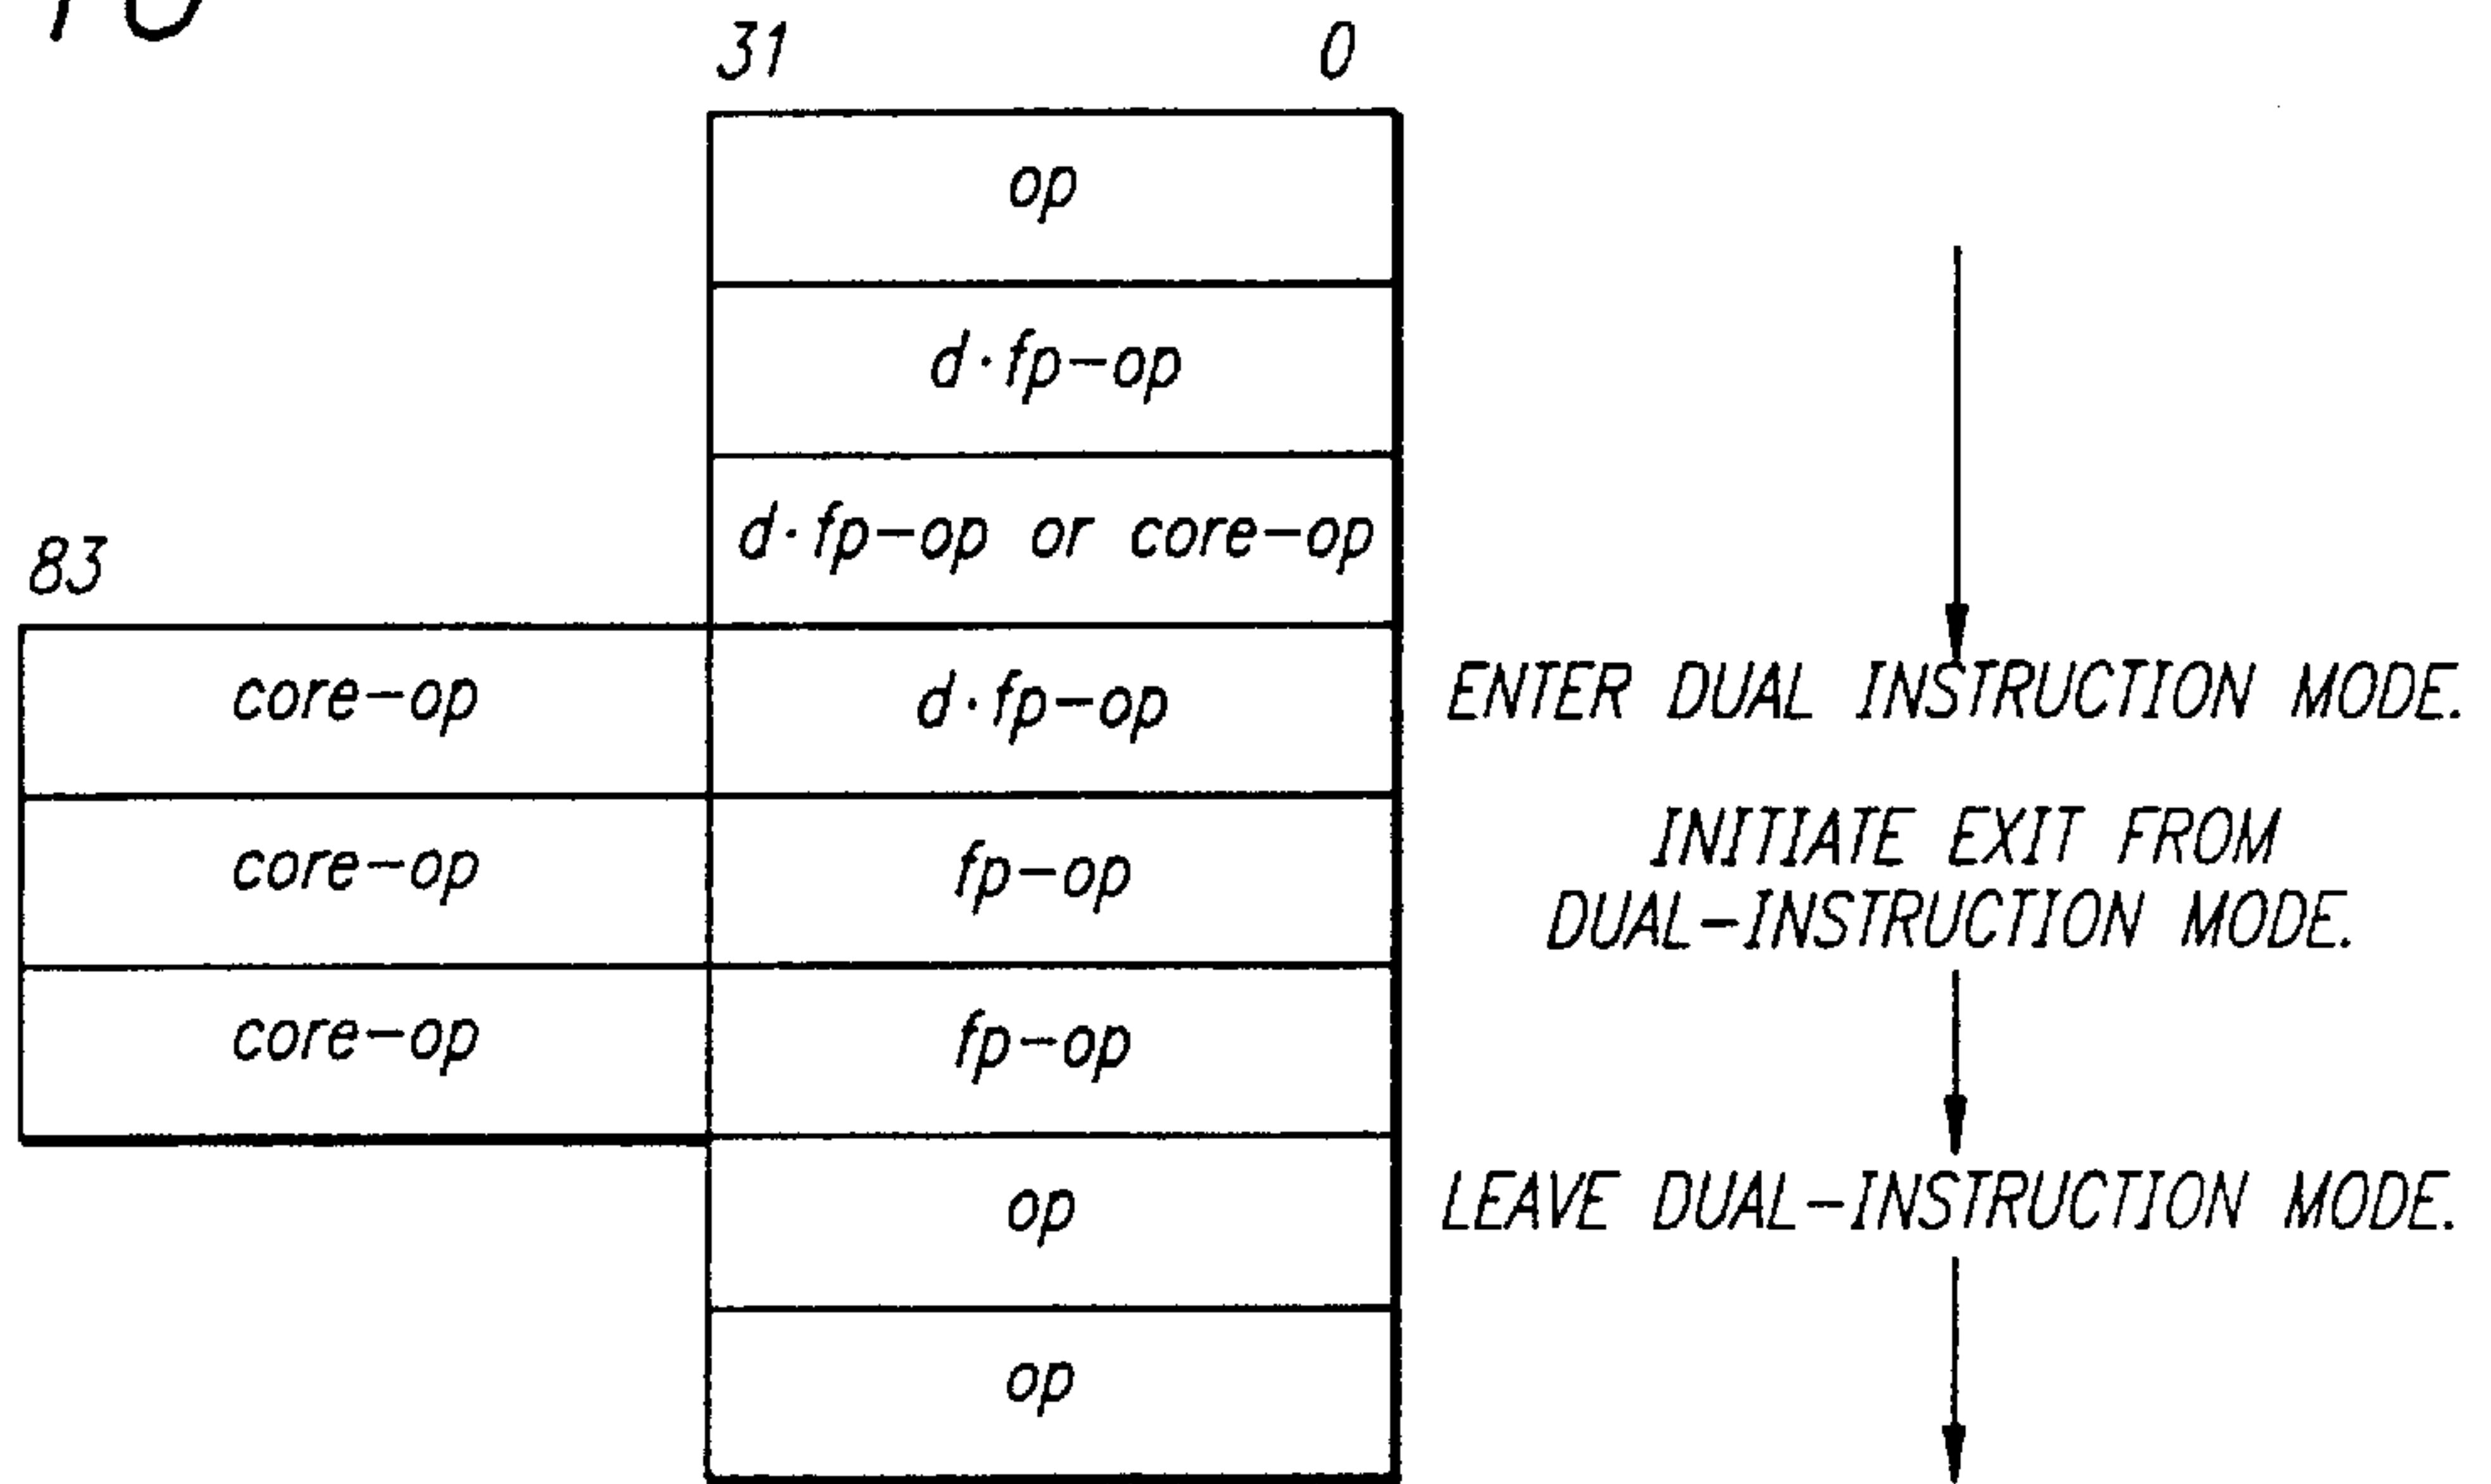 31 0
op
d·fp-op
d·fp-op or core-op
83
core-op d·fp-op ENTER DUAL INSTRUCTION MODE.
core-op fp-op INITIATE EXIT FROM
DUAL-INSTRUCTION MODE.
core-op fp-op
op LEAVE DUAL-INSTRUCTION MODE.
op